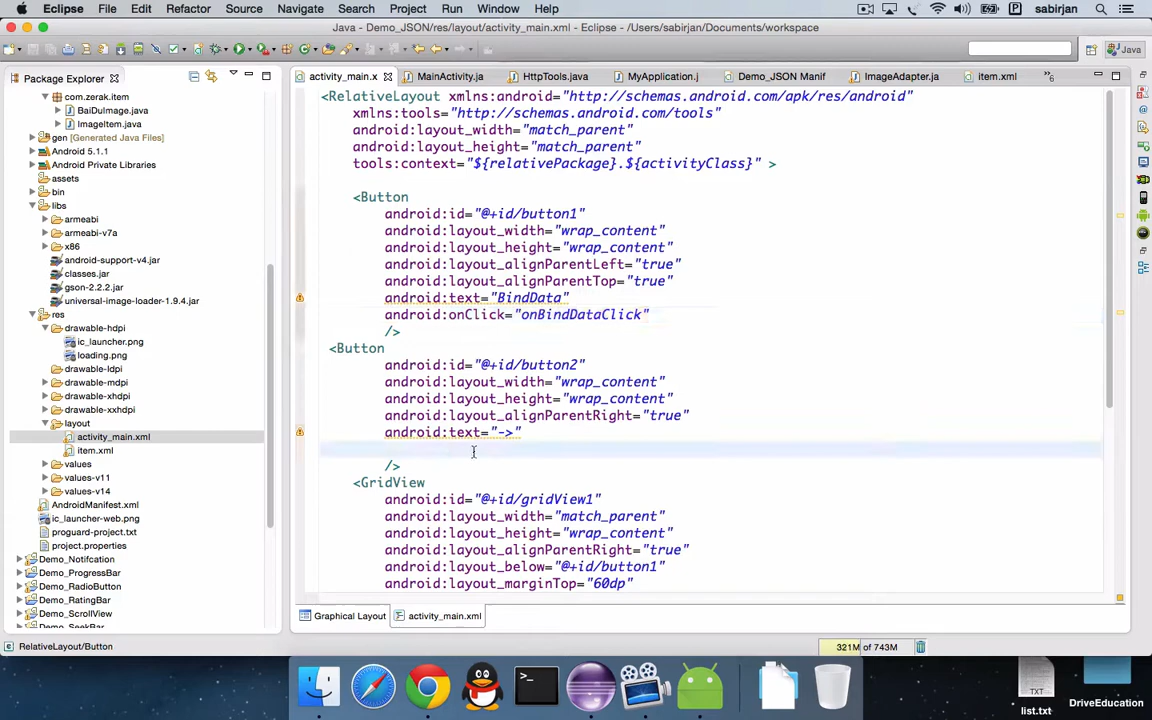 Eclipse File Edit Refactor Source Navigate Search Project Run Window Help sabirjan
Java - Demo_JSON/res/layout/activity_main.xml - Eclipse - /Users/sabirjan/Documents/workspace
Java
Package Explorer
com.zerak.item
BaiDuImage.java
ImageItem.java
gen [Generated Java Files]
Android 5.1.1
Android Private Libraries
assets
bin
libs
armeabi
armeabi-v7a
x86
android-support-v4.jar
classes.jar
gson-2.2.2.jar
universal-image-loader-1.9.4.jar
res
drawable-hdpi
ic_launcher.png
loading.png
drawable-ldpi
drawable-mdpi
drawable-xhdpi
drawable-xxhdpi
layout
activity_main.xml
item.xml
values
values-v11
values-v14
AndroidManifest.xml
ic_launcher-web.png
proguard-project.txt
project.properties
Demo_Notifcation
Demo_ProgressBar
Demo_RadioButton
Demo_RatingBar
Demo_ScrollView
Demo_SeekBar
activity_main.x MainActivity.ja HttpTools.java MyApplication.j Demo_JSON Manif ImageAdapter.ja item.xml »6
<RelativeLayout xmlns:android="http://schemas.android.com/apk/res/android"
xmlns:tools="http://schemas.android.com/tools"
android:layout_width="match_parent"
android:layout_height="match_parent"
tools:context="${relativePackage}.${activityClass}" >
<Button
android:id="@+id/button1"
android:layout_width="wrap_content"
android:layout_height="wrap_content"
android:layout_alignParentLeft="true"
android:layout_alignParentTop="true"
android:text="BindData"
android:onClick="onBindDataClick"
/>
<Button
android:id="@+id/button2"
android:layout_width="wrap_content"
android:layout_height="wrap_content"
android:layout_alignParentRight="true"
android:text="->"
/>
<GridView
android:id="@+id/gridView1"
android:layout_width="match_parent"
android:layout_height="wrap_content"
android:layout_alignParentRight="true"
android:layout_below="@+id/button1"
android:layout_marginTop="60dp"
Graphical Layout activity_main.xml
RelativeLayout/Button
321M of 743M
TXT
list.txt
DriveEducation